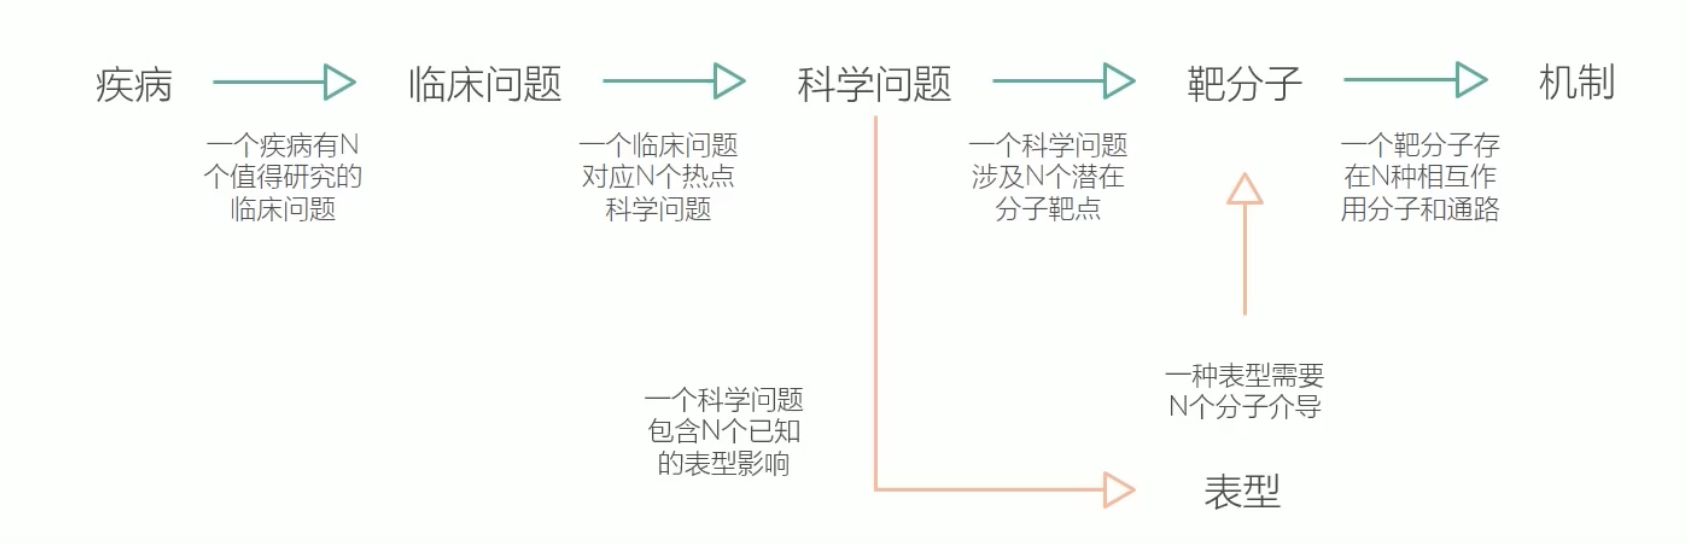 疾病
临床问题
科学问题
靶分子
机制
一个疾病有N
个值得研究的
临床问题
一个临床问题
对应N个热点
科学问题
一个科学问题
涉及N个潜在
分子靶点
一个靶分子存
在N种相互作
用分子和通路
一种表型需要
N个分子介导
一个科学问题
包含N个已知
的表型影响
表型